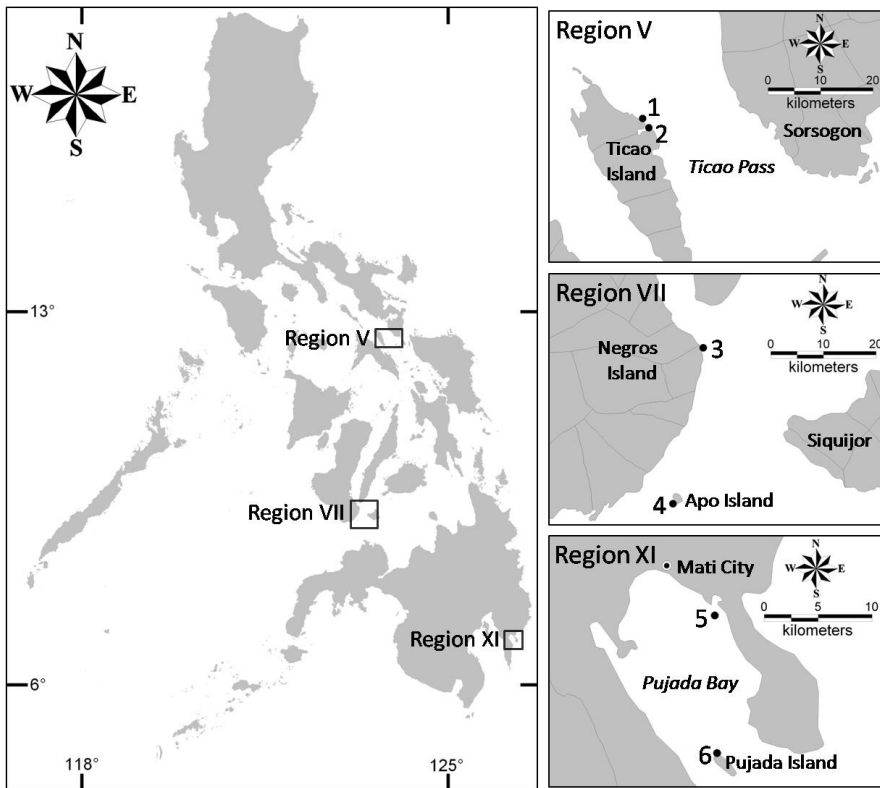 N
W E
S
13°
Region V
Region VII
Region XI
6°
118° 125°
Region V
N
W E
S
0 10 20
kilometers
1
2
Ticao
Island
Ticao Pass
Sorsogon
Region VII
N
W E
S
0 10 20
kilometers
Negros
Island
3
Siquijor
4 Apo Island
Region XI
N
W E
S
Mati City
0 5 10
kilometers
5
Pujada Bay
6 Pujada Island